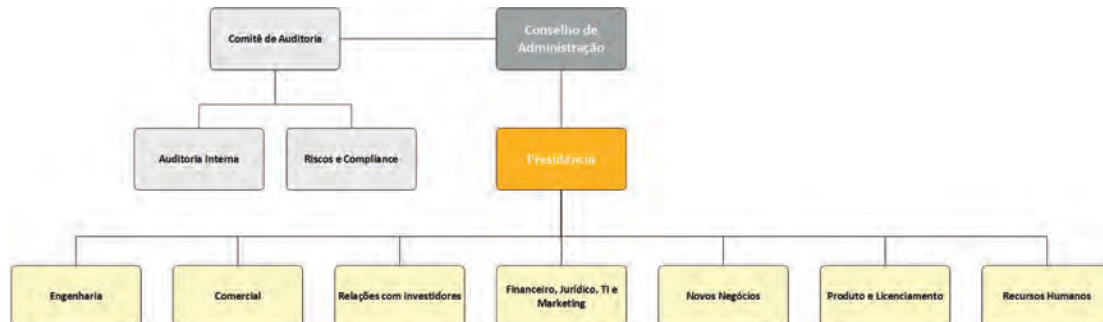 Comitê de Auditoria
Conselho de
Administração
Auditoria Interna
Riscos e Compliance
Presidência
Engenharia
Comercial
Relações com Investidores
Financeiro, Jurídico, TI e
Marketing
Novos Negócios
Produto e Licenciamento
Recursos Humanos